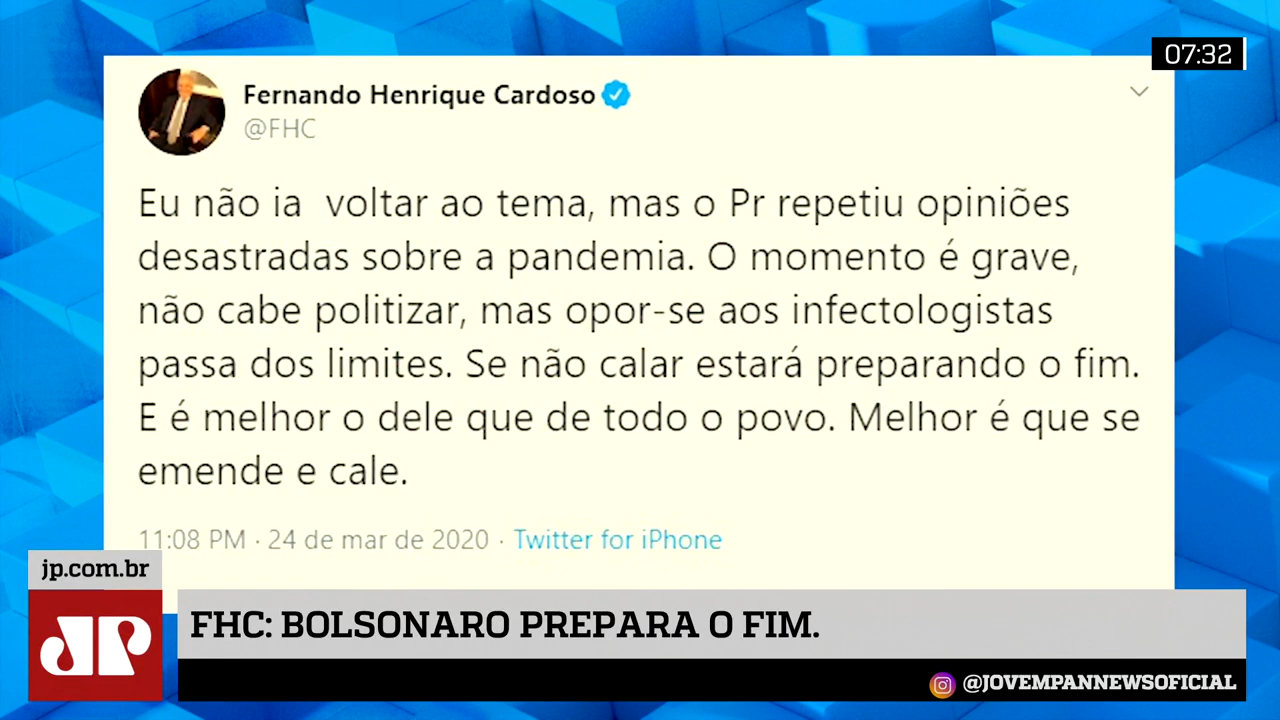 07:32
Fernando Henrique Cardoso
@FHC
Eu não ia  voltar ao tema, mas o Pr repetiu opiniões
desastradas sobre a pandemia. O momento é grave,
não cabe politizar, mas opor-se aos infectologistas
passa dos limites. Se não calar estará preparando o fim.
E é melhor o dele que de todo o povo. Melhor é que se
emende e cale.
11:08 PM · 24 de mar de 2020 · Twitter for iPhone
jp.com.br
JP
FHC: BOLSONARO PREPARA O FIM.
@JOVEMPANNEWSOFICIAL